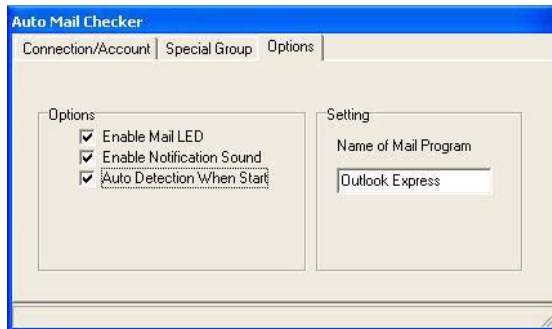 Auto Mail Checker
Connection/Account Special Group Options
Options
Enable Mail LED
Enable Notification Sound
Auto Detection When Start
Setting
Name of Mail Program
Outlook Express